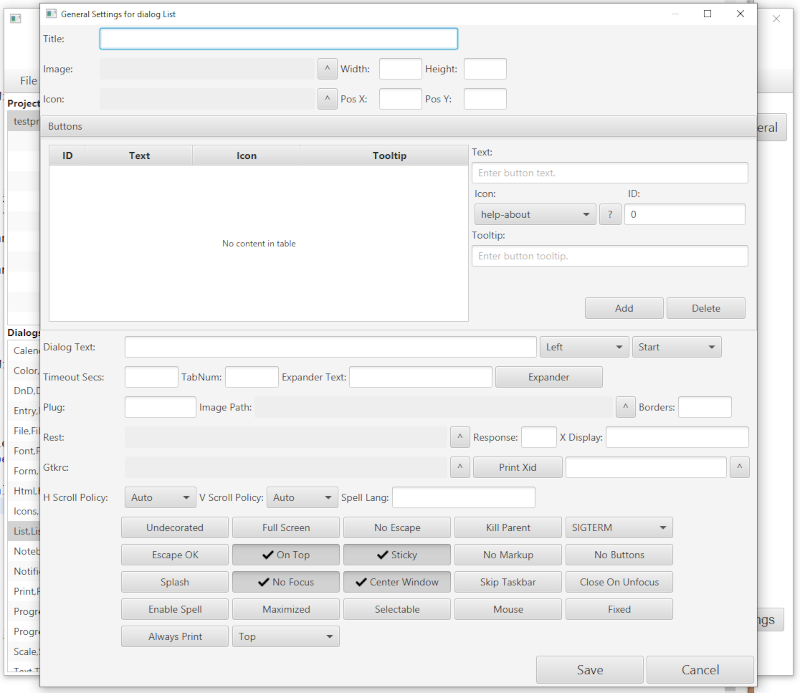 General Settings for dialog List
Title:
Image: ^ Width: Height:
File
Icon: ^ Pos X: Pos Y:
Project
testpr
Buttons
eral
ID Text Icon Tooltip
Text:
Enter button text.
Icon: ID:
help-about ? 0
Tooltip:
Enter button tooltip.
No content in table
Add Delete
Dialogs
Dialog Text: Left Start
Calend
Color,
Timeout Secs: TabNum: Expander Text: Expander
DnD,D
Entry,
Plug: Image Path: ^ Borders:
File,Fil
Rest: ^ Response: X Display:
Font,F
Form,
Gtkrc: ^ Print Xid ^
Html,H
H Scroll Policy: Auto V Scroll Policy: Auto Spell Lang:
Icons,
Undecorated Full Screen No Escape Kill Parent SIGTERM
List,Lis
Escape OK On Top Sticky No Markup No Buttons
Noteb
Notific
Splash No Focus Center Window Skip Taskbar Close On Unfocus
Print,P
Enable Spell Maximized Selectable Mouse Fixed
Progre
ngs
Progre
Always Print Top
Scale,S
Text,T
Save Cancel